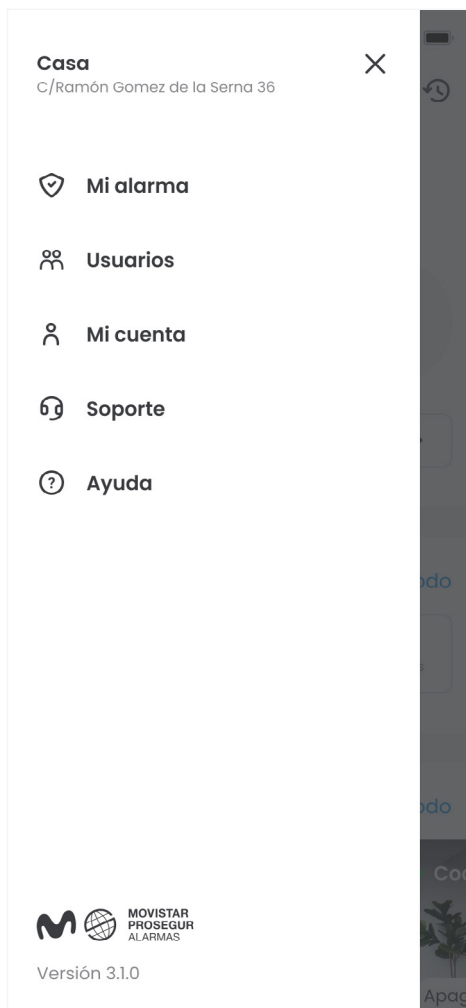 Casa
C/Ramón Gomez de la Serna 36
Mi alarma
Usuarios
Mi cuenta
Soporte
Ayuda
MOVISTAR
PROSEGUR
ALARMAS
Versión 3.1.0